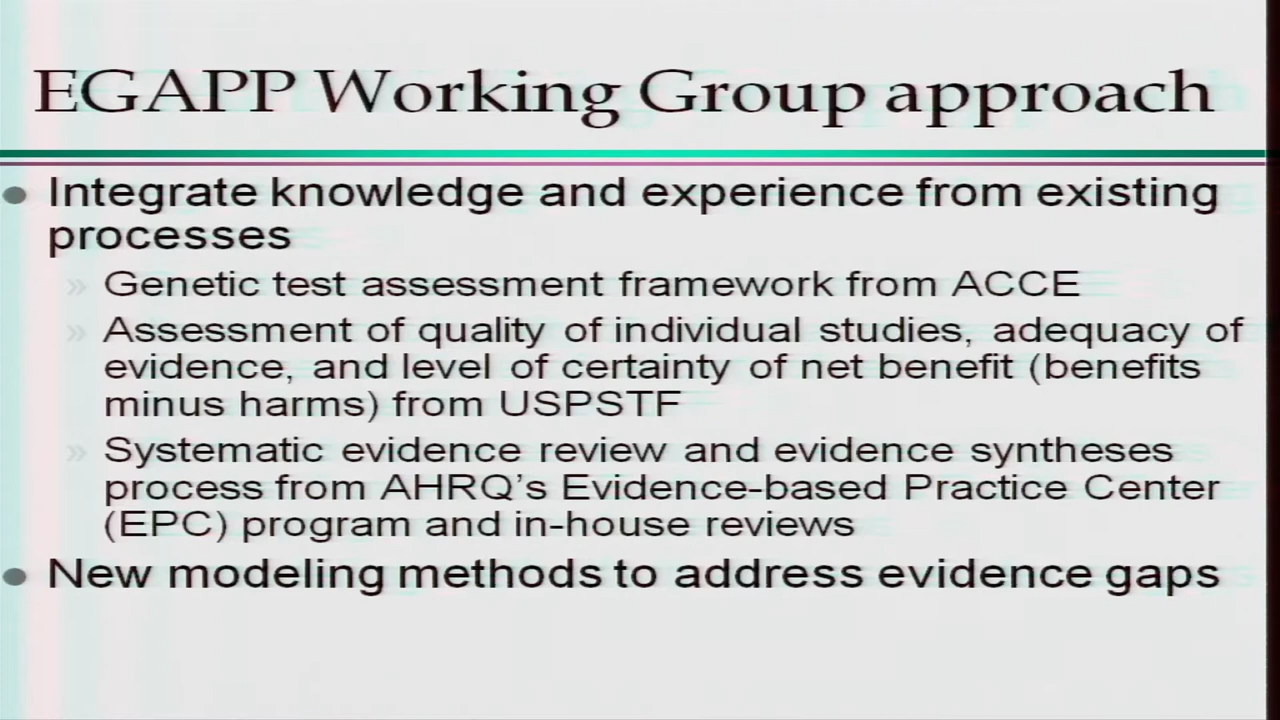 EGAPP Working Group approach
• Integrate knowledge and experience from existing
processes
» Genetic test assessment framework from ACCE
» Assessment of quality of individual studies, adequacy of
evidence, and level of certainty of net benefit (benefits
minus harms) from USPSTF
» Systematic evidence review and evidence syntheses
process from AHRQ’s Evidence-based Practice Center
(EPC) program and in-house reviews
• New modeling methods to address evidence gaps